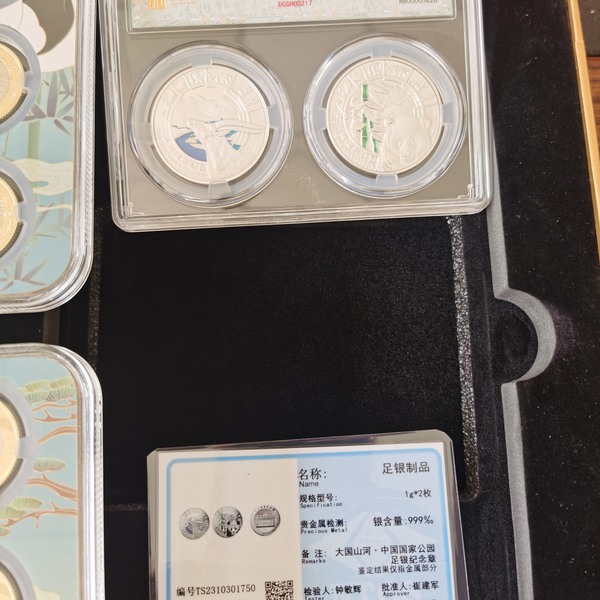 DGSH00217
名称: 足银制品
Name
规格型号: 1g*2枚
Specification
贵金属检测: 银含量:999‰
Precious Metal
备 注: 大国山河·中国国家公园
Remarks 足银纪念章
鉴定结果仅指金属部分
编号TS2310301750
检验人:钟敏辉 批准人:崔建军
Tester Approver